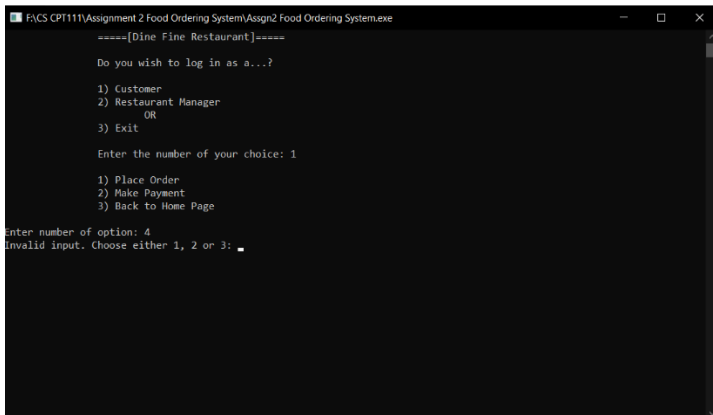 F:\CS CPT111\Assignment 2 Food Ordering System\Assgn2 Food Ordering System.exe
=====[Dine Fine Restaurant]=====
Do you wish to log in as a...?
1) Customer
2) Restaurant Manager
OR
3) Exit
Enter the number of your choice: 1
1) Place Order
2) Make Payment
3) Back to Home Page
Enter number of option: 4
Invalid input. Choose either 1, 2 or 3: